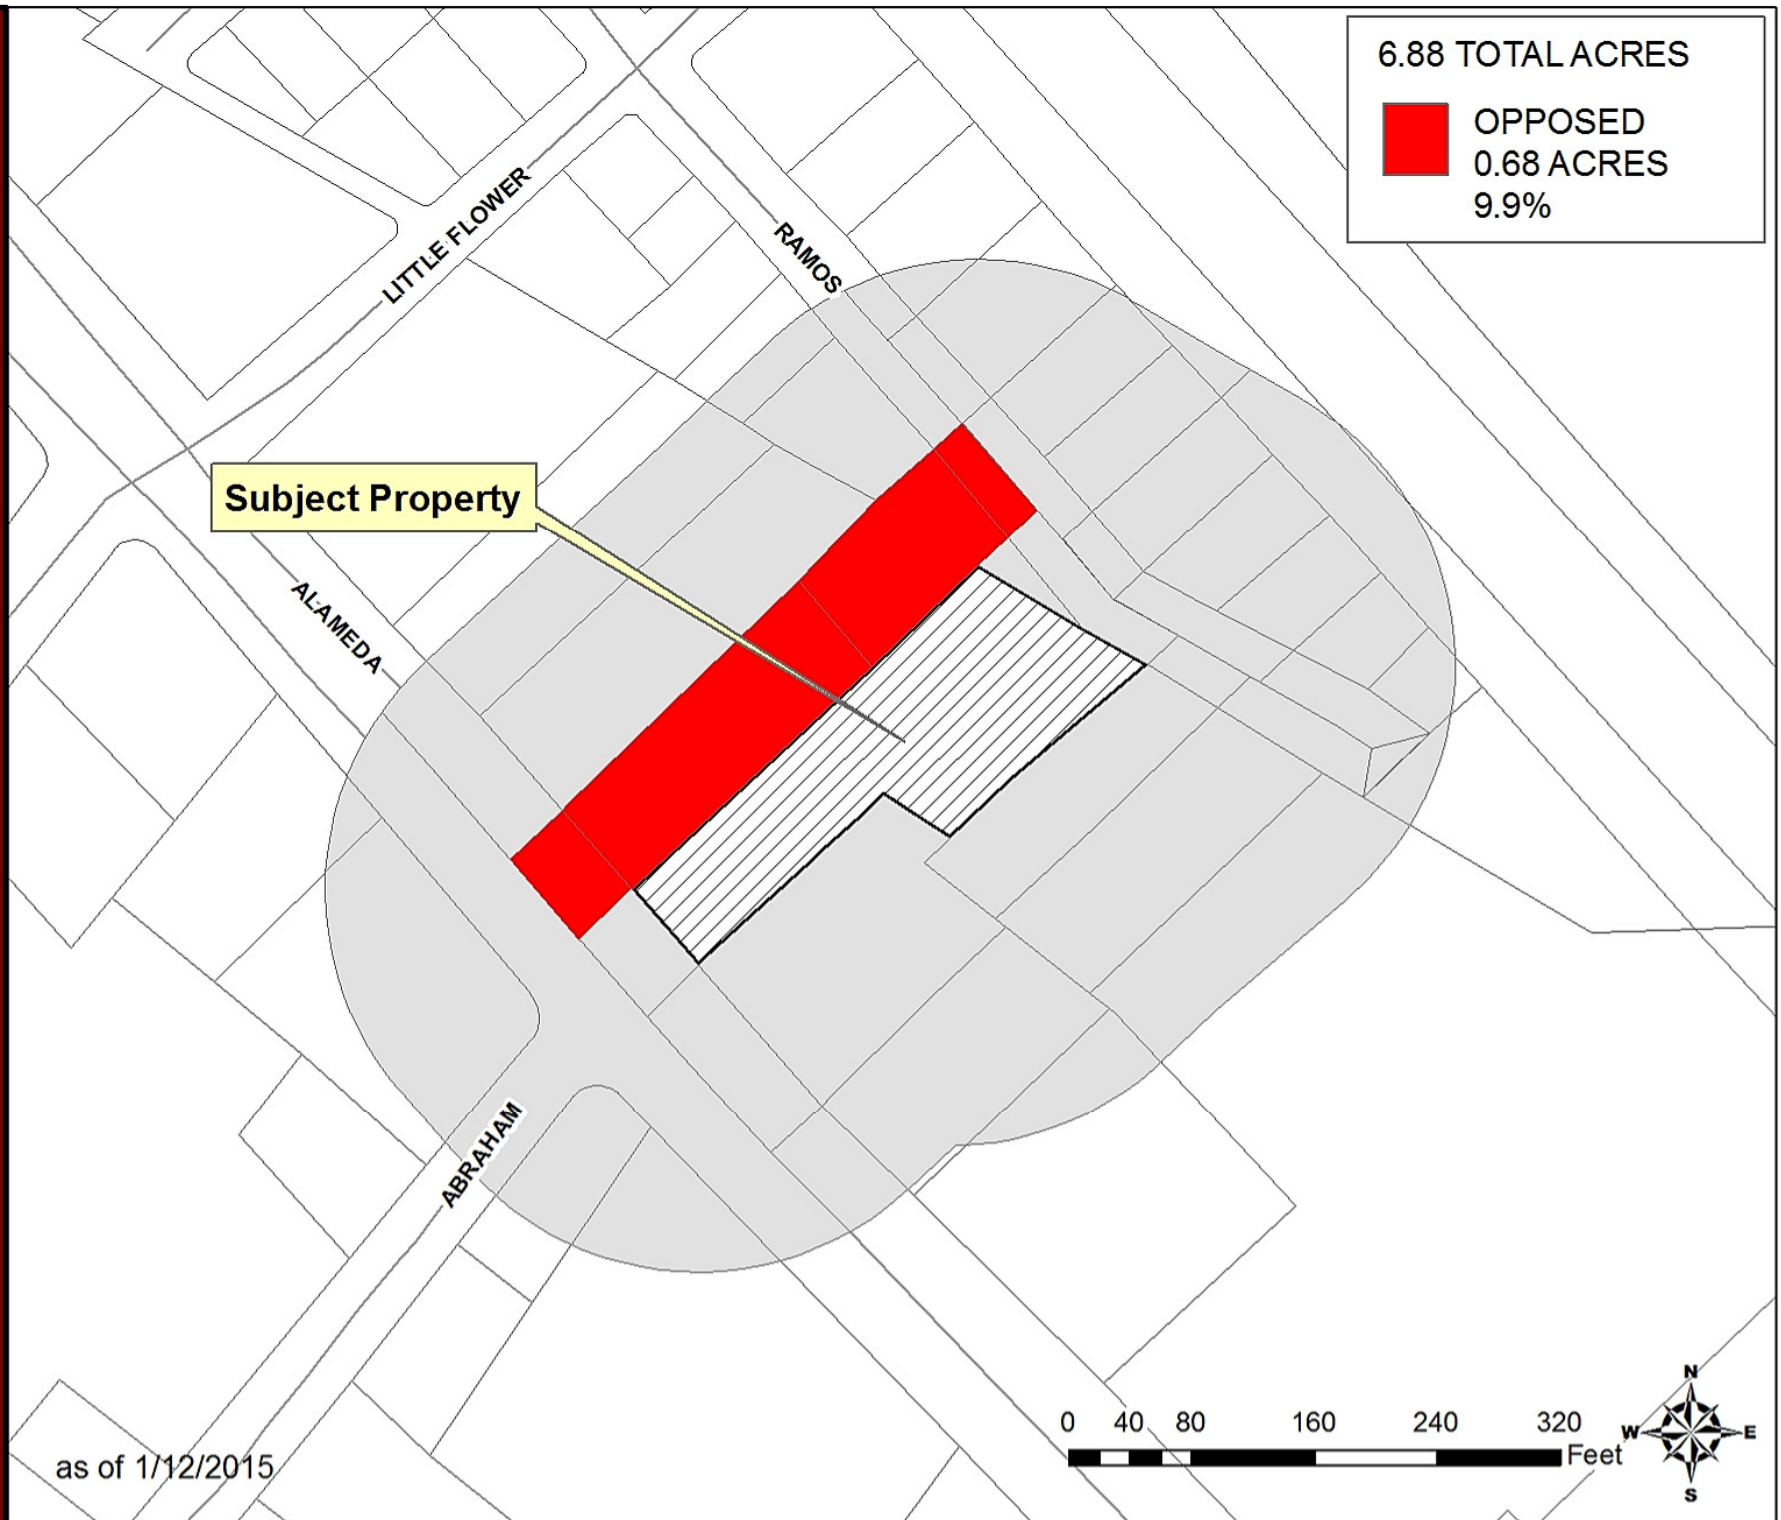 6.88 TOTAL ACRES
OPPOSED
0.68 ACRES
9.9%
LITTLE FLOWER
RAMOS
Subject Property
ALAMEDA
ABRAHAM
0 40 80 160 240 320
Feet
N
W E
S
as of 1/12/2015